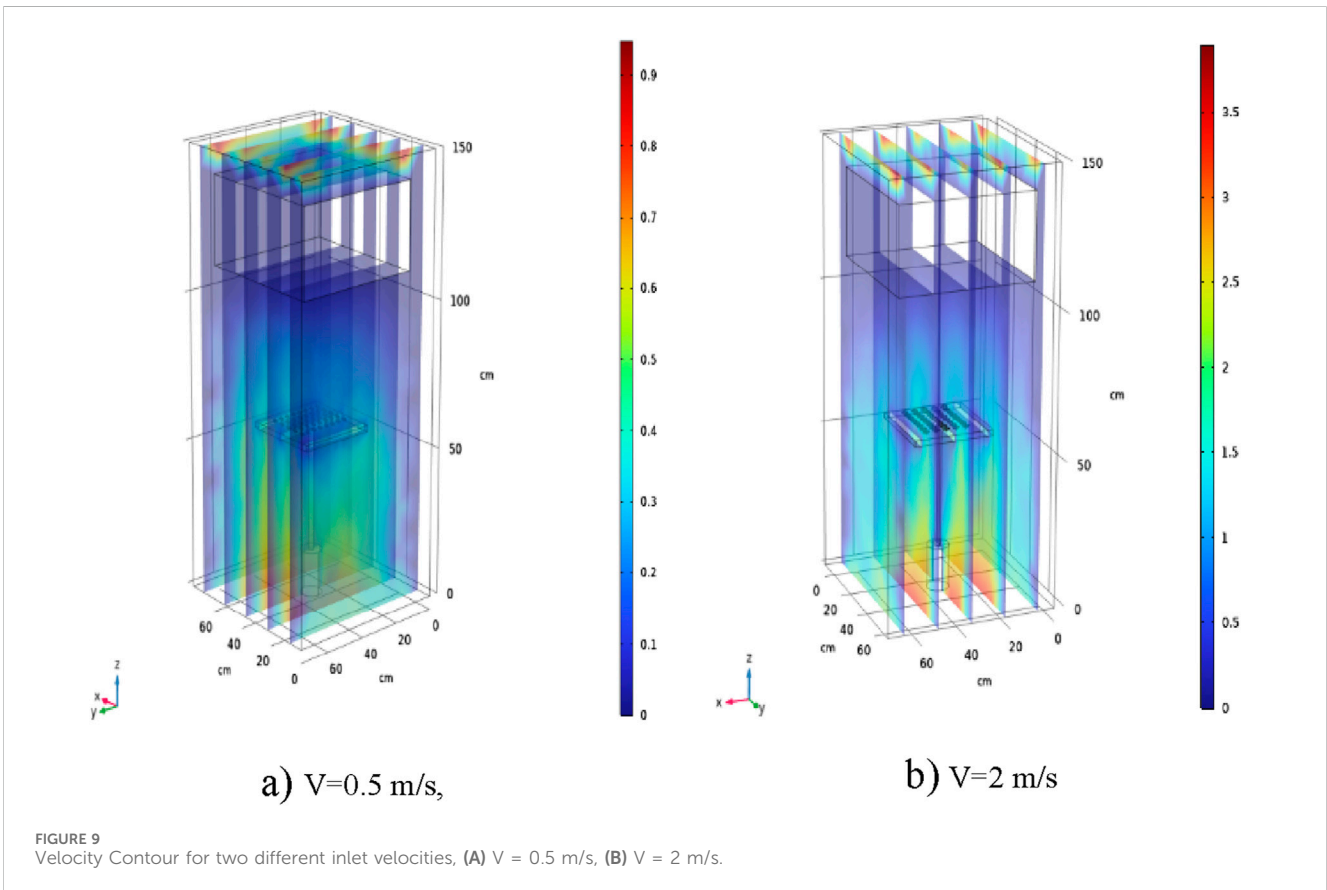 0.9
0.8
0.7
0.6
0.5
0.4
0.3
0.2
0.1
0
150
100
cm
50
0
60
40
20
0
cm
0
20
40
60
cm
z
x
y
3.5
3
2.5
2
1.5
1
0.5
0
150
100
cm
50
0
0
20
40
60
cm
0
20
40
60
cm
z
x
y
a) V=0.5 m/s,
b) V=2 m/s
FIGURE 9
Velocity Contour for two different inlet velocities, (A) V = 0.5 m/s, (B) V = 2 m/s.